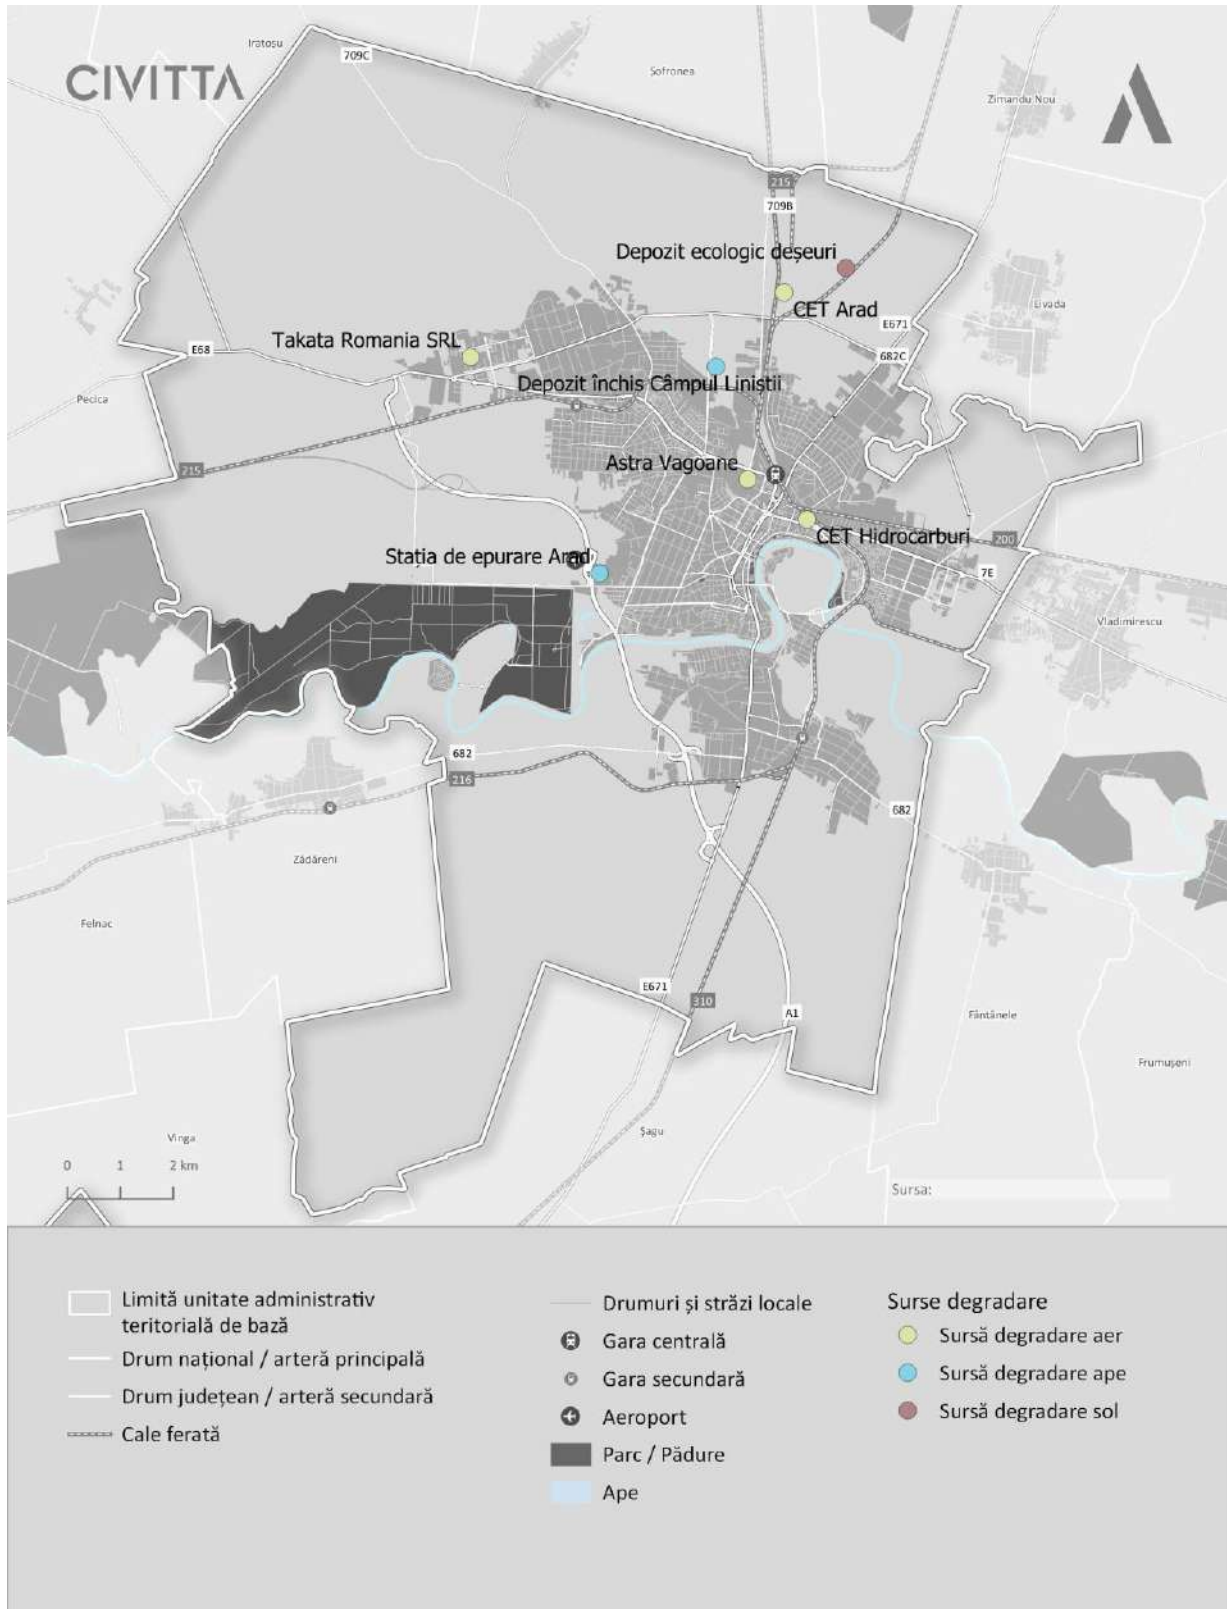 Iratoșu
709C
CIVITTA
Sofronea
Zimandu Nou
215
709B
Depozit ecologic deșeuri
CET Arad
Livada
E671
Takata Romania SRL
E68
682C
Depozit închis Câmpul Liniștii
Pecica
Astra Vagoane
215
CET Hidrocarburi
200
Stația de epurare Arad
7E
Vladimirescu
682
216
682
Zădăreni
Felnac
E671
310
A1
Fântânele
Frumușeni
Șagu
Vinga
0 1 2 km
Sursa:
Limită unitate administrativ
teritorială de bază
Drum național / arteră principală
Drum județean / arteră secundară
Cale ferată
Drumuri și străzi locale
Gara centrală
Gara secundară
Aeroport
Parc / Pădure
Ape
Surse degradare
Sursă degradare aer
Sursă degradare ape
Sursă degradare sol